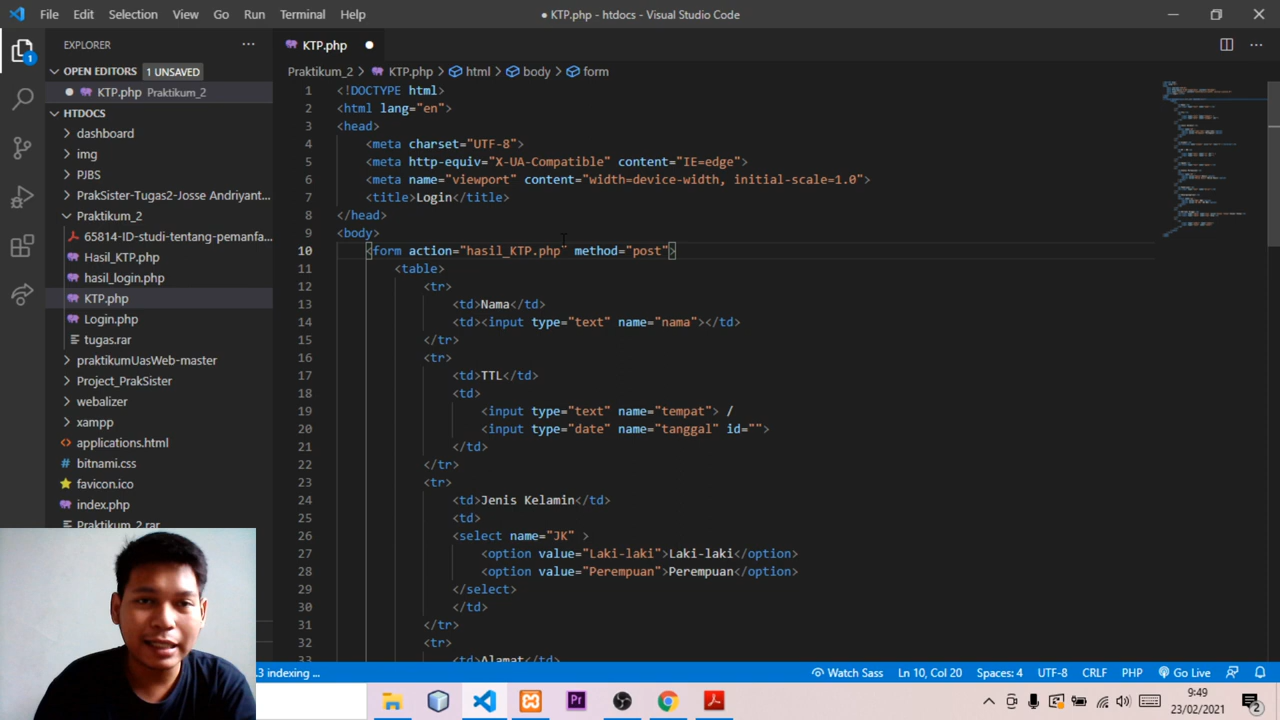 File Edit Selection View Go Run Terminal Help
● KTP.php - htdocs - Visual Studio Code
EXPLORER
OPEN EDITORS 1 UNSAVED
KTP.php Praktikum_2
HTDOCS
dashboard
img
PJBS
PrakSister-Tugas2-Josse Andriyant...
Praktikum_2
65814-ID-studi-tentang-pemanfa...
Hasil_KTP.php
hasil_login.php
KTP.php
Login.php
tugas.rar
praktikumUasWeb-master
Project_PrakSister
webalizer
xampp
applications.html
bitnami.css
favicon.ico
index.php
Praktikum_2.rar
1
KTP.php ●
Praktikum_2 > KTP.php > html > body > form
1 <!DOCTYPE html>
2 <html lang="en">
3 <head>
4 <meta charset="UTF-8">
5 <meta http-equiv="X-UA-Compatible" content="IE=edge">
6 <meta name="viewport" content="width=device-width, initial-scale=1.0">
7 <title>Login</title>
8 </head>
9 <body>
10 <form action="hasil_KTP.php" method="post">
11 <table>
12 <tr>
13 <td>Nama</td>
14 <td><input type="text" name="nama"></td>
15 </tr>
16 <tr>
17 <td>TTL</td>
18 <td>
19 <input type="text" name="tempat"> /
20 <input type="date" name="tanggal" id="">
21 </td>
22 </tr>
23 <tr>
24 <td>Jenis Kelamin</td>
25 <td>
26 <select name="JK" >
27 <option value="Laki-laki">Laki-laki</option>
28 <option value="Perempuan">Perempuan</option>
29 </select>
30 </td>
31 </tr>
32 <tr>
33 <td>Alamat</td>
.3 indexing ... Watch Sass Ln 10, Col 20 Spaces: 4 UTF-8 CRLF PHP Go Live
Pr
9:49
23/02/2021
2